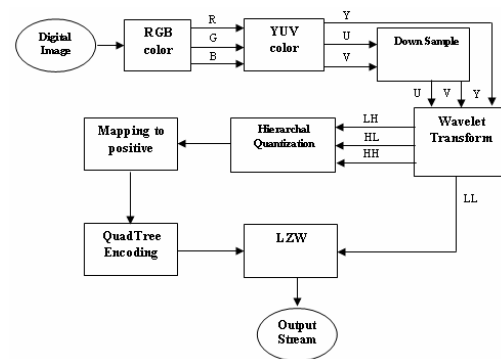 Digital
Image
RGB
color
R
G
B
YUV
color
Y
U
V
Down Sample
U V Y
Wavelet
Transform
LH
HL
HH
LL
Hierarchal
Quantization
Mapping to
positive
QuadTree
Encoding
LZW
Output
Stream